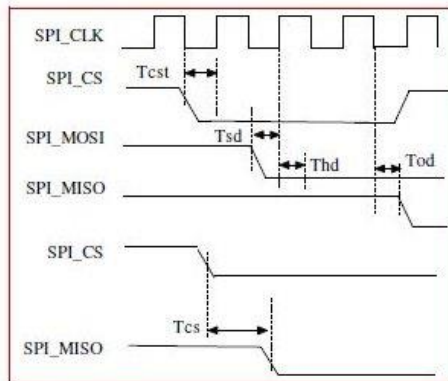 SPI_CLK
SPI_CS
Tcst
SPI_MOSI
Tsd
Thd
Tod
SPI_MISO
SPI_CS
Tcs
SPI_MISO